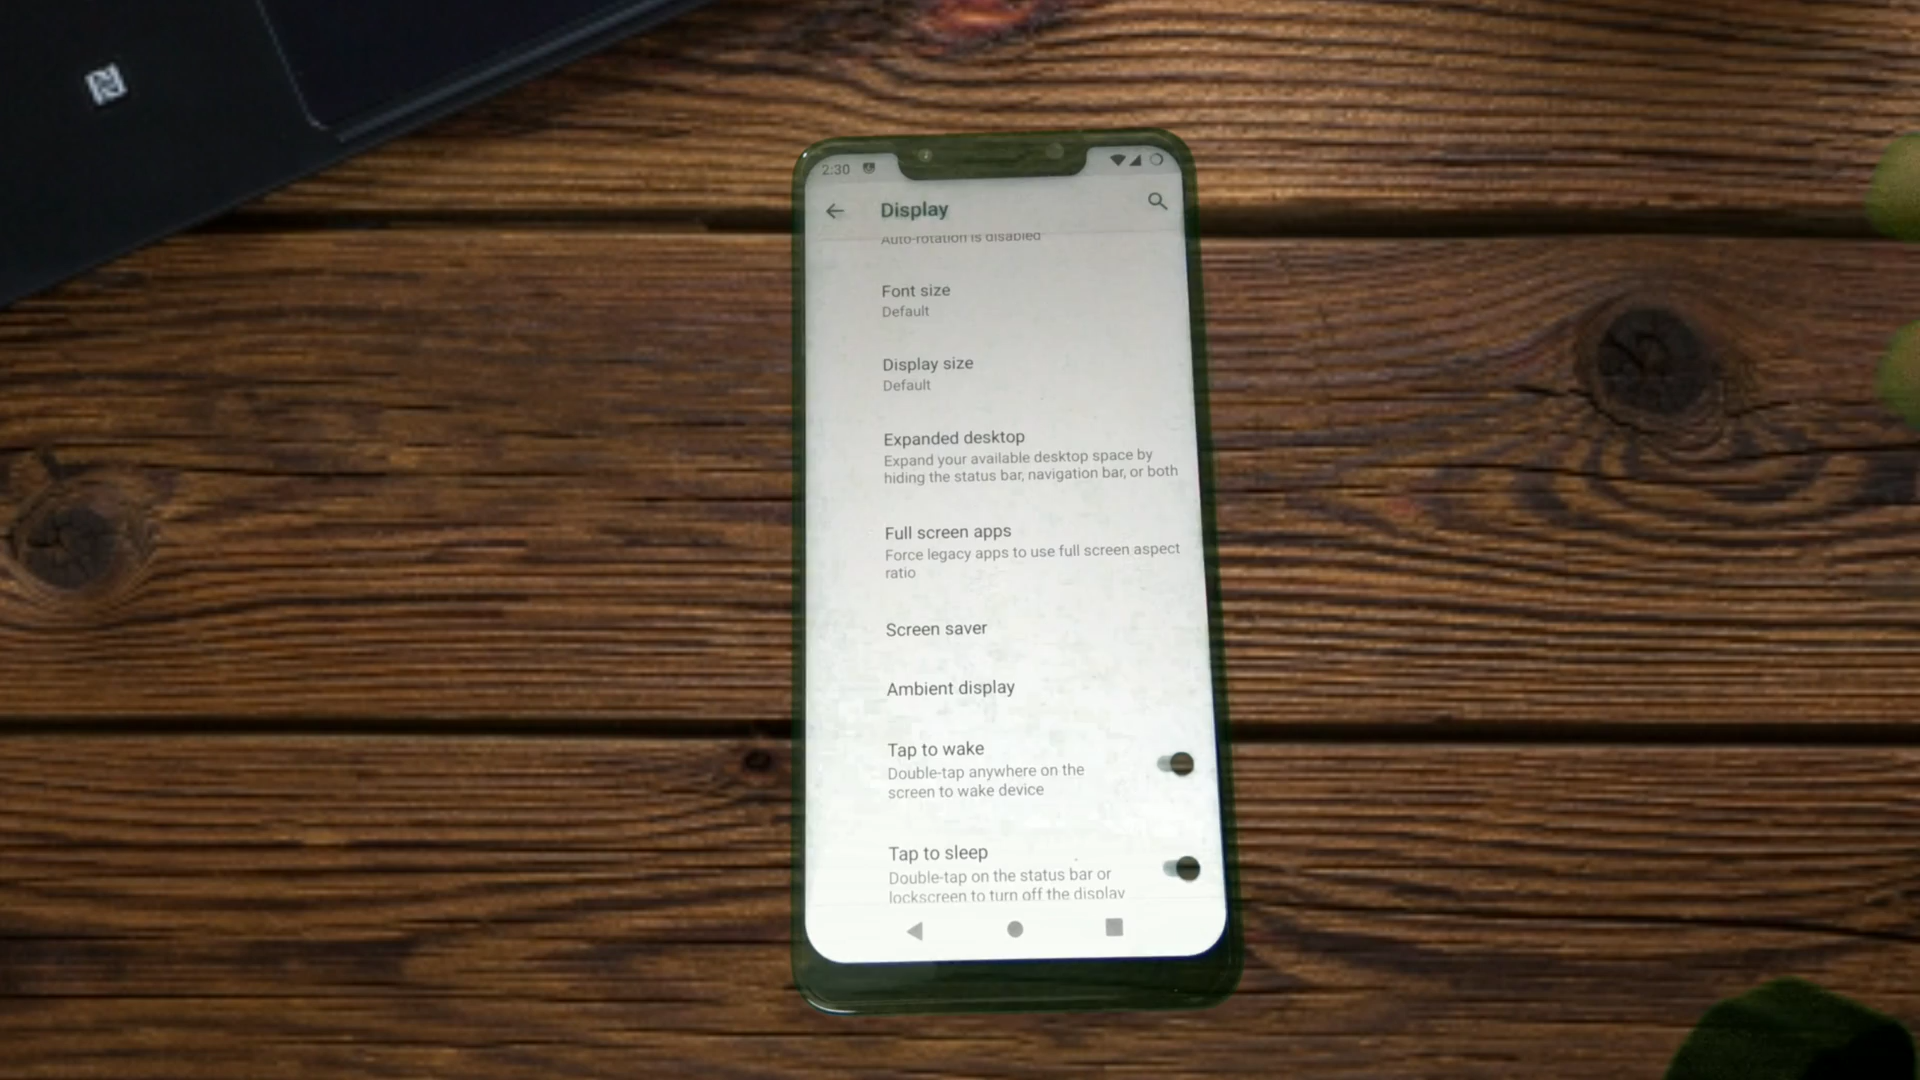 2:30
Display
Auto-rotation is disabled
Font size
Default
Display size
Default
Expanded desktop
Expand your available desktop space by
hiding the status bar, navigation bar, or both
Full screen apps
Force legacy apps to use full screen aspect
ratio
Screen saver
Ambient display
Tap to wake
Double-tap anywhere on the
screen to wake device
Tap to sleep
Double-tap on the status bar or
lockscreen to turn off the display